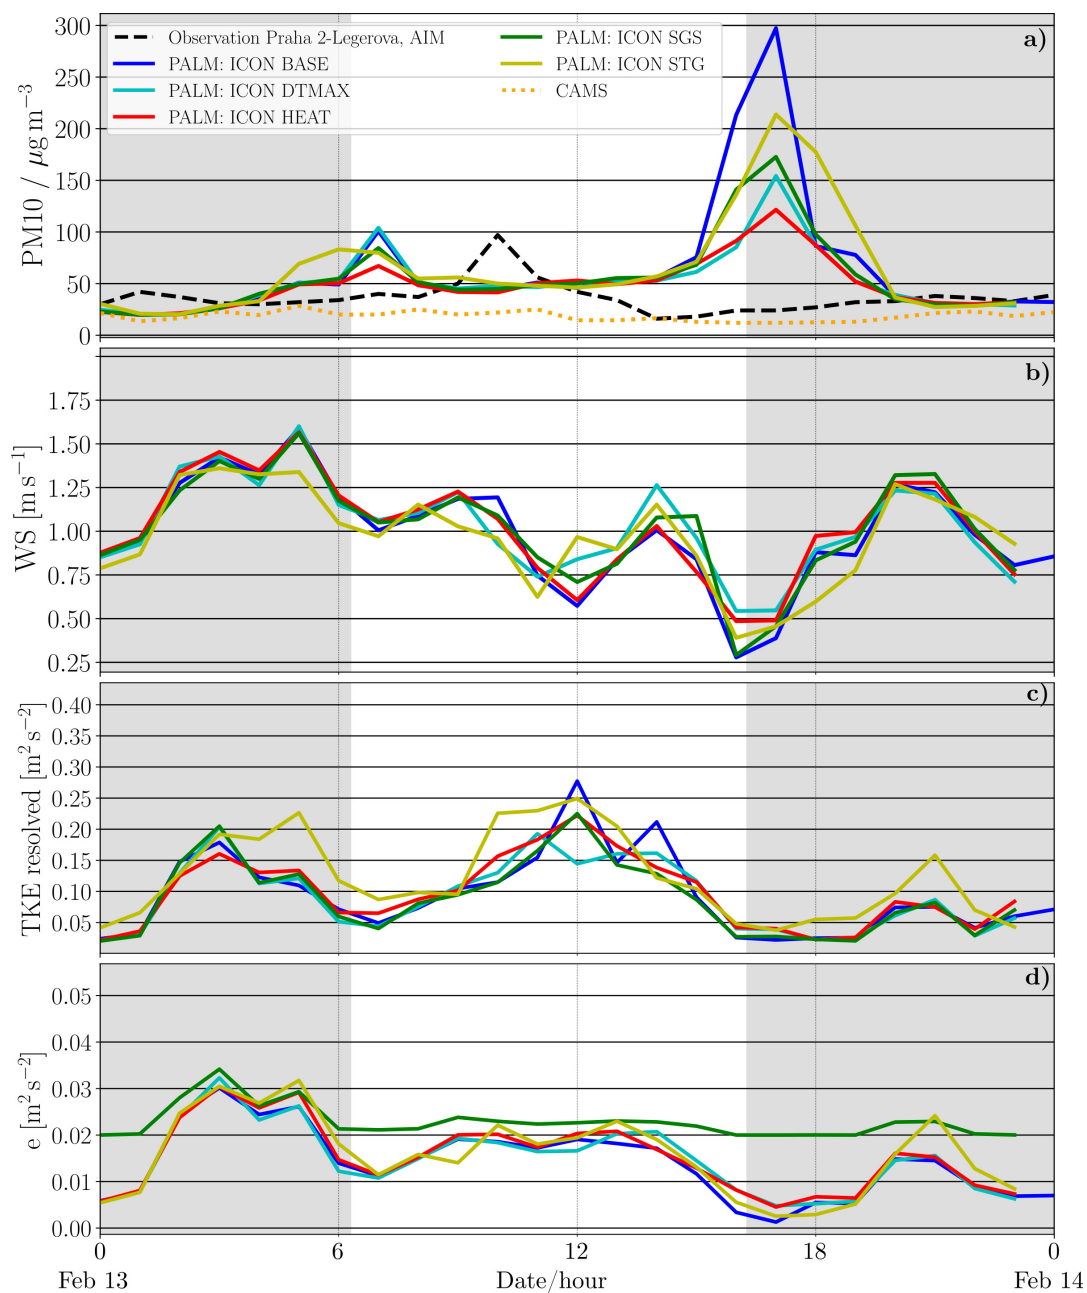 a)
Observation Praha 2-Legerova, AIM
PALM: ICON BASE
PALM: ICON DTMAX
PALM: ICON HEAT
PALM: ICON SGS
PALM: ICON STG
CAMS
PM10 / μg m⁻³
300
250
200
150
100
50
0
b)
WS [m s⁻¹]
1.75
1.50
1.25
1.00
0.75
0.50
0.25
c)
TKE resolved [m² s⁻²]
0.40
0.35
0.30
0.25
0.20
0.15
0.10
0.05
d)
e [m² s⁻²]
0.05
0.04
0.03
0.02
0.01
0.00
0 6 12 18 0
Feb 13 Date/hour Feb 14